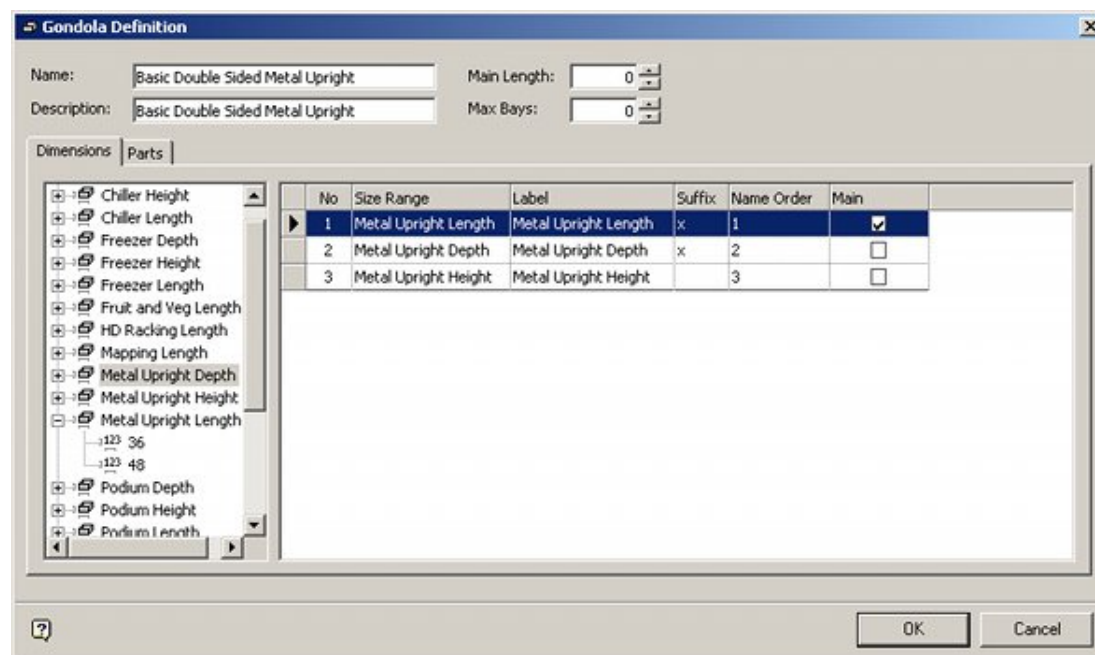 Gondola Definition
Name: Basic Double Sided Metal Upright Main Length: 0
Description: Basic Double Sided Metal Upright Max Bays: 0
Dimensions Parts
Chiller Height
Chiller Length
Freezer Depth
Freezer Height
Freezer Length
Fruit and Veg Length
HD Racking Length
Mapping Length
Metal Upright Depth
Metal Upright Height
Metal Upright Length
123 36
123 48
Podium Depth
Podium Height
Podium Length
No Size Range Label Suffix Name Order Main
1 Metal Upright Length Metal Upright Length x 1
2 Metal Upright Depth Metal Upright Depth x 2
3 Metal Upright Height Metal Upright Height 3
OK Cancel